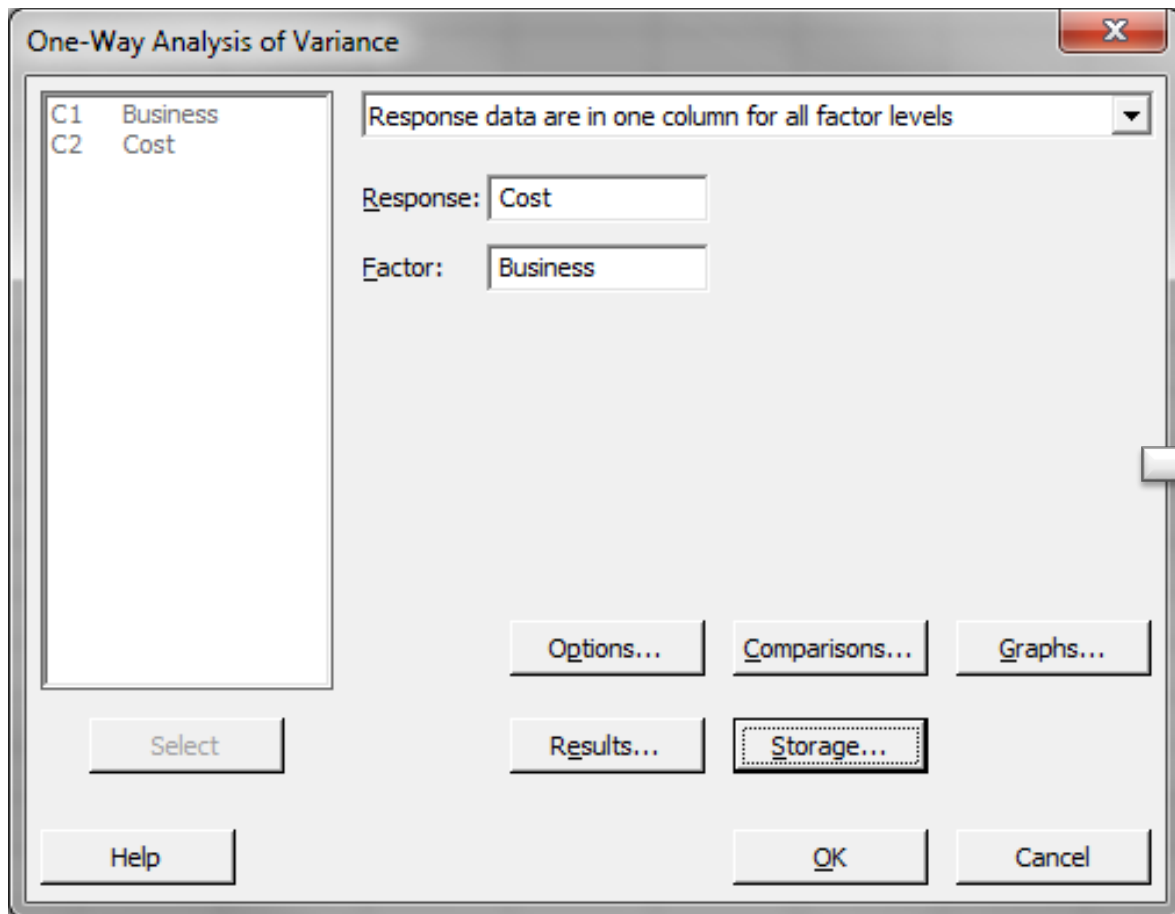 One-Way Analysis of Variance
X
C1 Business
C2 Cost
Response data are in one column for all factor levels
Response: Cost
Factor: Business
Options... Comparisons... Graphs...
Select Results... Storage...
Help OK Cancel